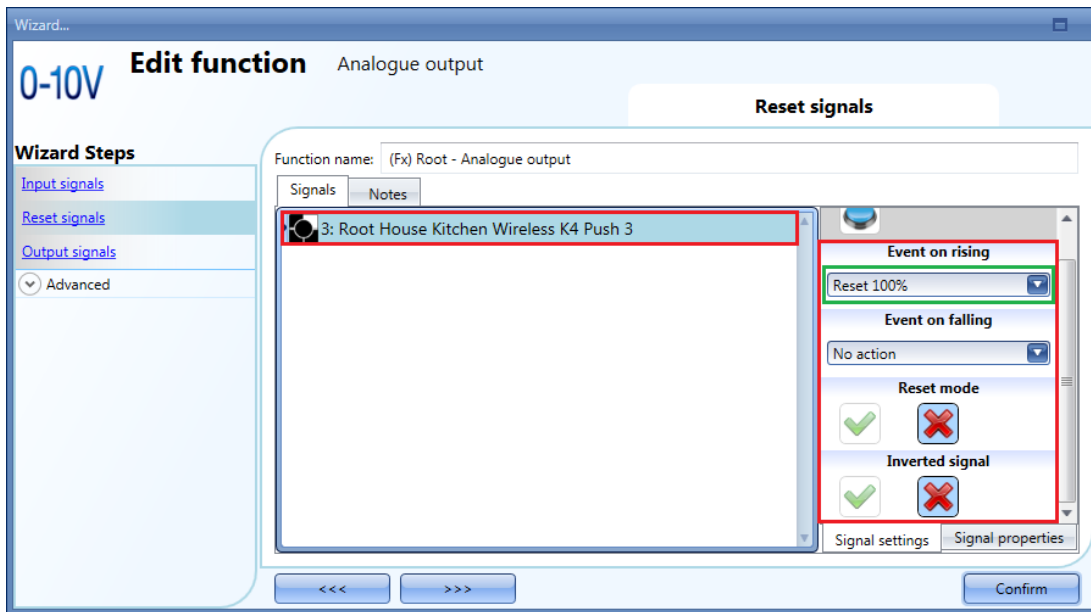 Wizard...
0-10V
Edit function Analogue output
Reset signals
Wizard Steps
Input signals
Reset signals
Output signals
Advanced
Function name: (Fx) Root - Analogue output
Signals Notes
3: Root House Kitchen Wireless K4 Push 3
Event on rising
Reset 100%
Event on falling
No action
Reset mode
Inverted signal
Signal settings Signal properties
<<< >>> Confirm